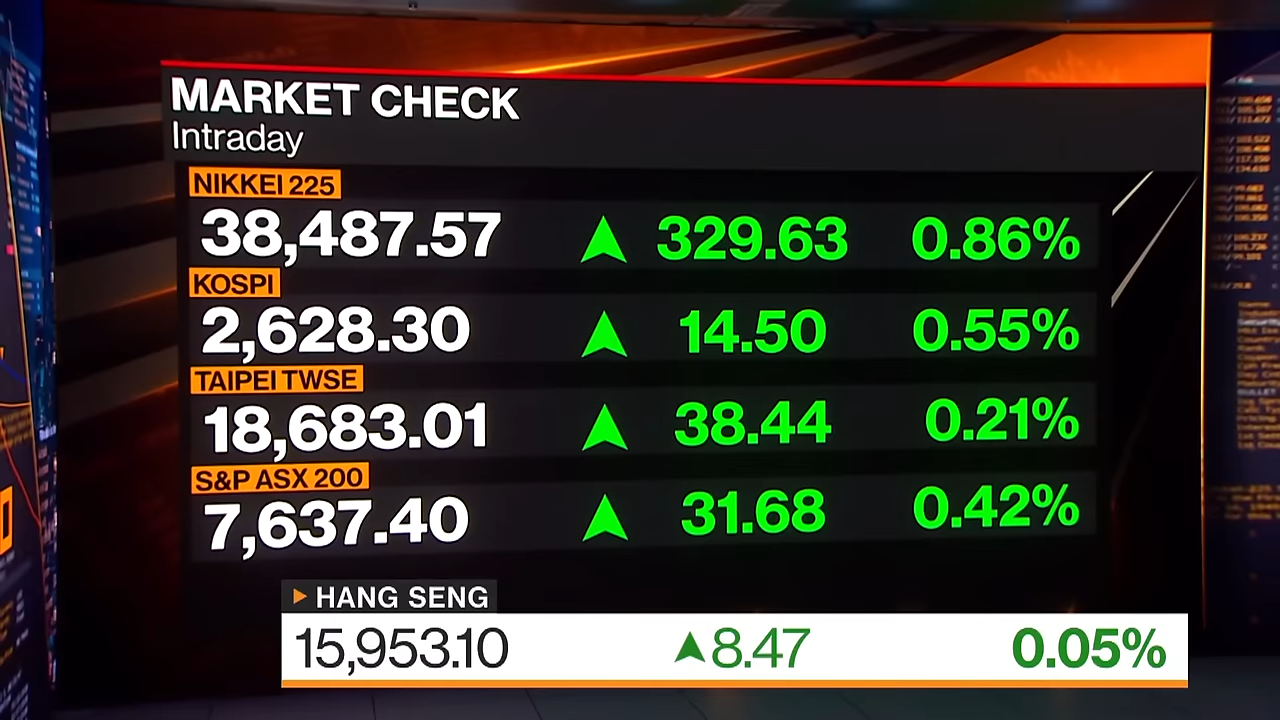 MARKET CHECK
Intraday
NIKKEI 225
38,487.57 ▲ 329.63 0.86%
KOSPI
2,628.30 ▲ 14.50 0.55%
TAIPEI TWSE
18,683.01 ▲ 38.44 0.21%
S&P ASX 200
7,637.40 ▲ 31.68 0.42%
HANG SENG
15,953.10 ▲8.47 0.05%